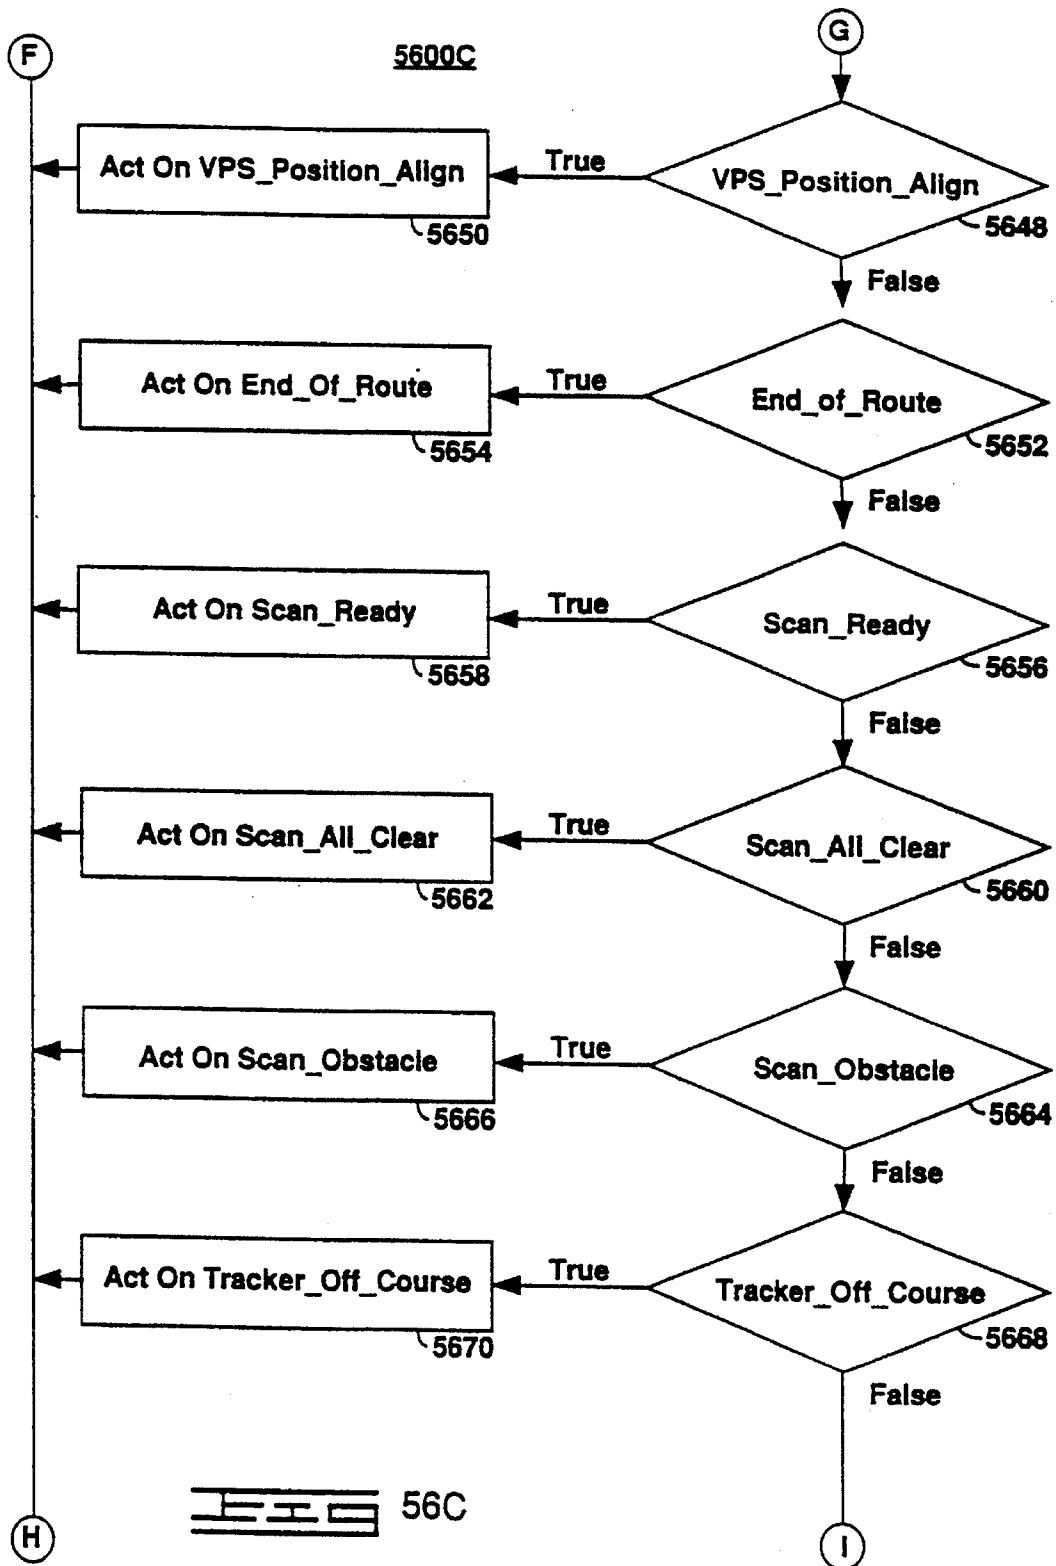 F
5600C
G
Act On VPS_Position_Align
True
VPS_Position_Align
5650
5648
False
Act On End_Of_Route
True
End_of_Route
5654
5652
False
Act On Scan_Ready
True
Scan_Ready
5658
5656
False
Act On Scan_All_Clear
True
Scan_All_Clear
5662
5660
False
Act On Scan_Obstacle
True
Scan_Obstacle
5666
5664
False
Act On Tracker_Off_Course
True
Tracker_Off_Course
5670
5668
False
FIG 56C
H
I